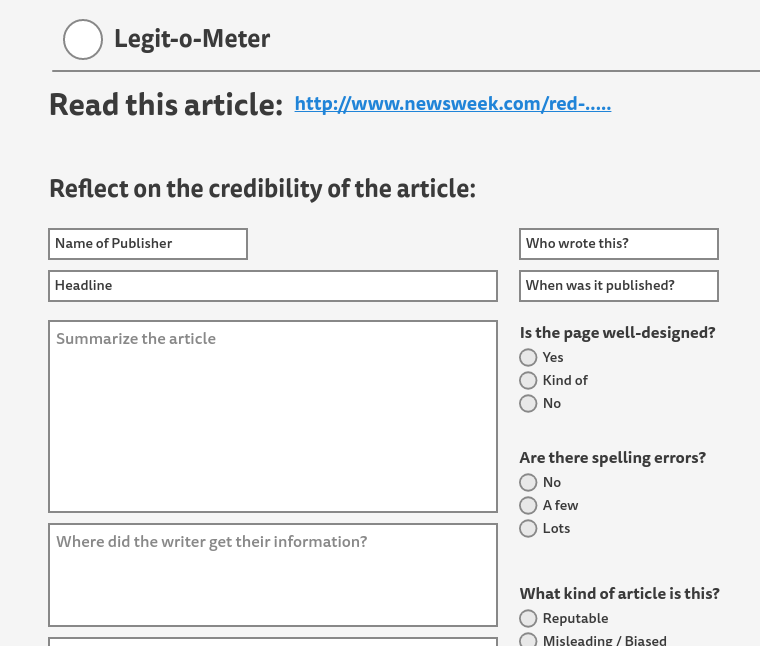 Legit-o-Meter
Read this article: http://www.newsweek.com/red-.....
Reflect on the credibility of the article:
Name of Publisher
Headline
Summarize the article
Where did the writer get their information?
Who wrote this?
When was it published?
Is the page well-designed?
Yes
Kind of
No
Are there spelling errors?
No
A few
Lots
What kind of article is this?
Reputable
Misleading / Biased